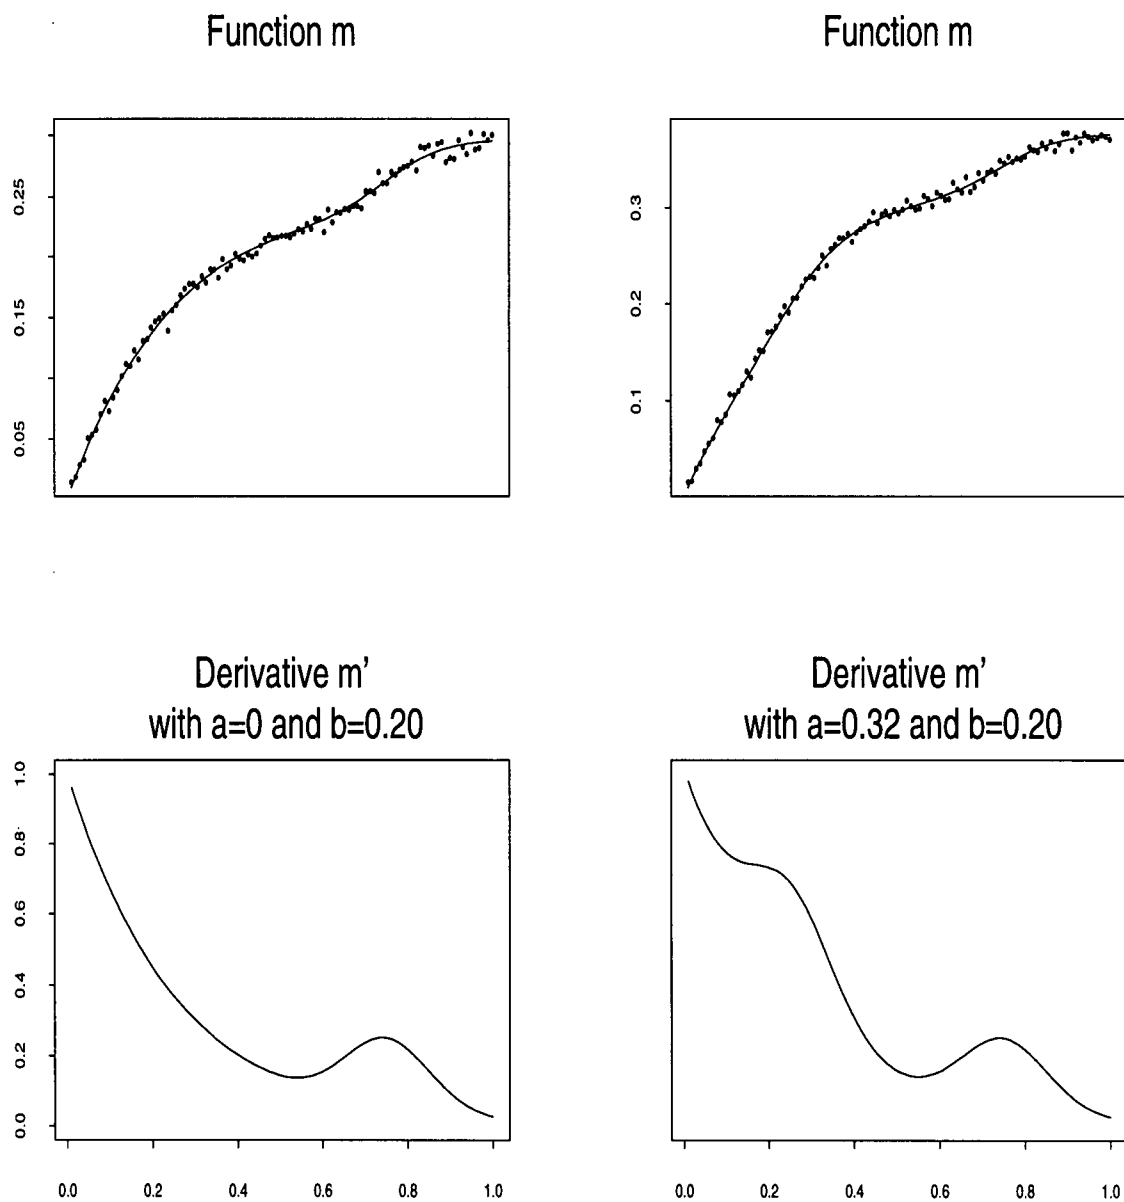 Function m
Function m
0.25
0.15
0.05
0.3
0.2
0.1
Derivative m'
with a=0 and b=0.20
Derivative m'
with a=0.32 and b=0.20
1.0
0.8
0.6
0.4
0.2
0.0
0.0 0.2 0.4 0.6 0.8 1.0
0.0 0.2 0.4 0.6 0.8 1.0